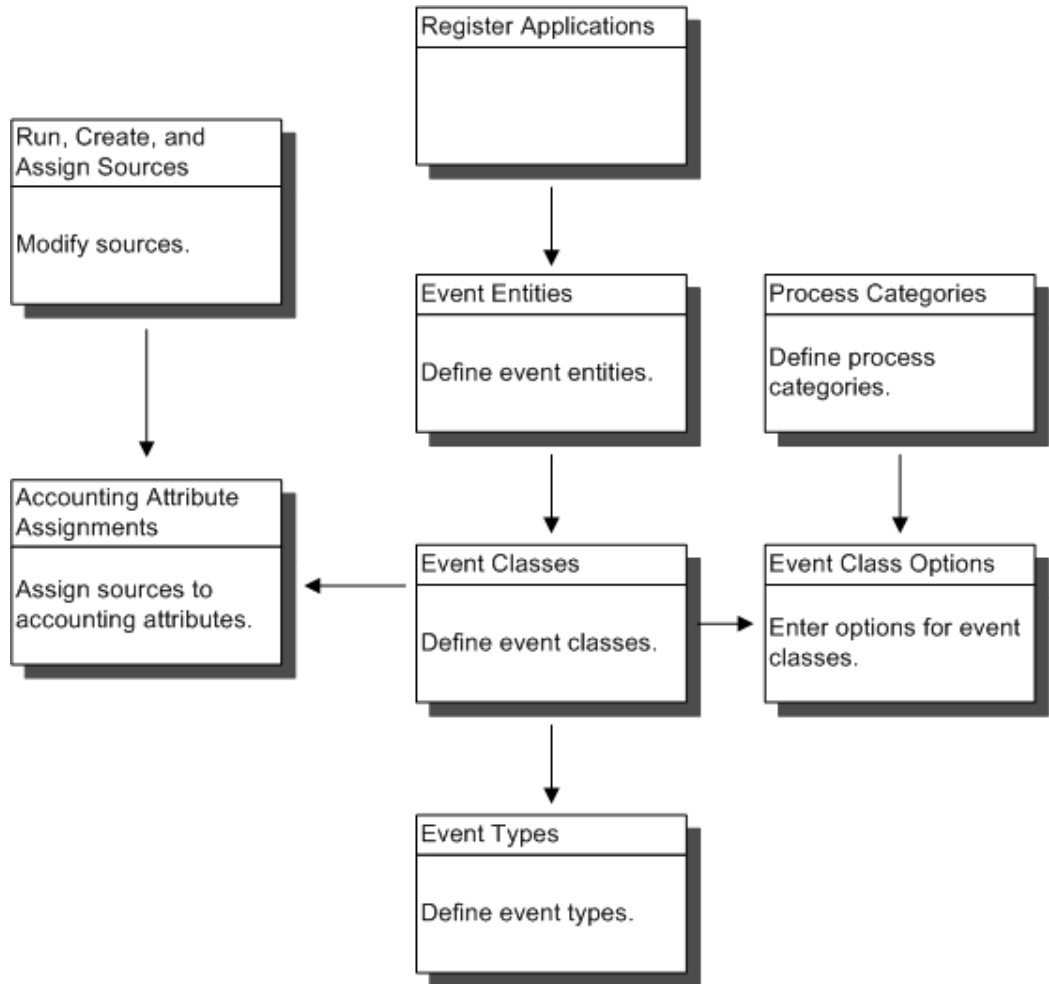 Register Applications
Run, Create, and
Assign Sources
Modify sources.
Event Entities
Define event entities.
Process Categories
Define process
categories.
Accounting Attribute
Assignments
Assign sources to
accounting attributes.
Event Classes
Define event classes.
Event Class Options
Enter options for event
classes.
Event Types
Define event types.